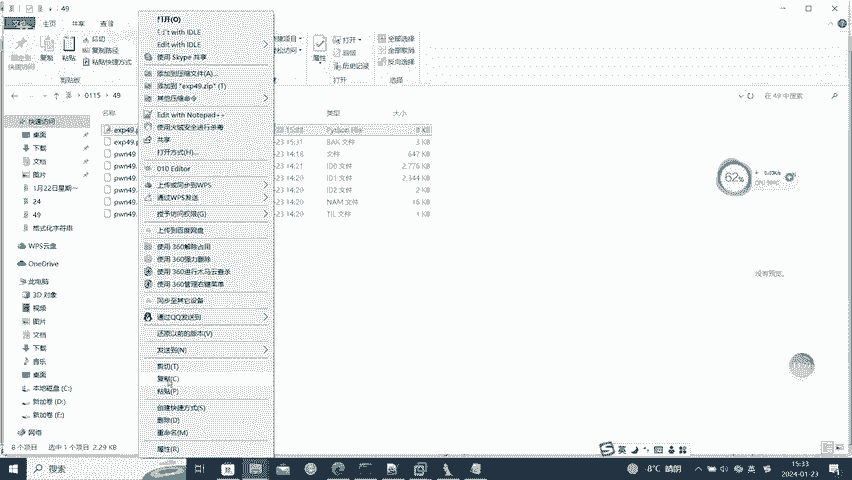 49
主页
共享
查看
复制
粘贴
剪切
复制路径
粘贴快捷方式
剪贴板
属性
打开
历史记录
打开
全部选择
全部取消
反向选择
选择
0115 › 49
在 49 中搜索
名称
类型
大小
快速访问
桌面
下载
文档
图片
1月22日星期一
24
49
格式化字符串
WPS云盘
OneDrive
此电脑
3D 对象
视频
图片
文档
下载
音乐
桌面
本地磁盘 (C:)
新加卷 (D:)
新加卷 (E:)
网络
8 个项目
选中 1 个项目 2.29 KB
exp49.p
exp49.p
pwn49
pwn49
pwn49
pwn49
pwn49
pwn49
打开(O)
Edit with IDLE
Edit with IDLE
使用 Skype 共享
添加到压缩文件(A)...
添加到 "exp49.zip" (T)
其他压缩命令
Edit with Notepad++
使用火绒安全进行杀毒
共享
打开方式(H)...
010 Editor
上传或同步到WPS
通过WPS发送
授予访问权限(G)
上传到百度网盘
使用 360解除占用
使用 360强力删除
使用 360进行木马云查杀
使用 360管理右键菜单
同步至其它设备
通过QQ发送到
还原以前的版本(V)
发送到(N)
剪切(T)
复制(C)
粘贴(P)
创建快捷方式(S)
删除(D)
重命名(M)
属性(R)
-23 15:33 Python File 3 KB
-23 15:31 BAK 文件 3 KB
-23 14:18 文件 647 KB
-23 14:21 ID0 文件 2,776 KB
-23 14:20 ID1 文件 2,344 KB
-23 14:20 ID2 文件 2 KB
-23 14:20 NAM 文件 16 KB
-23 14:20 TIL 文件 1 KB
62%
没有预览。
英
搜索
-8°C 晴朗
英
15:33
2024-01-23